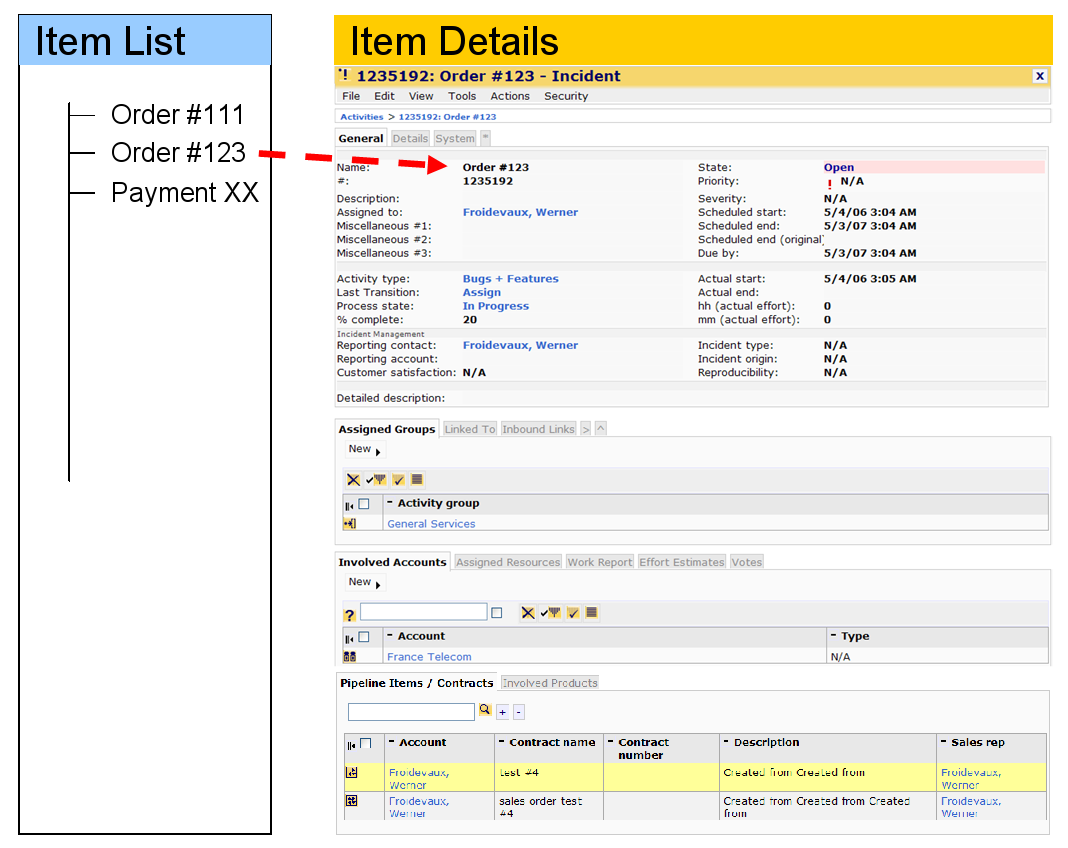 Item List
Order #111
Order #123
Payment XX
Item Details
1235192: Order #123 - Incident x
File Edit View Tools Actions Security
Activities > 1235192: Order #123
General Details System *
Name: Order #123 State: Open
#: 1235192 Priority: ! N/A
Description: Severity: N/A
Assigned to: Froidevaux, Werner Scheduled start: 5/4/06 3:04 AM
Miscellaneous #1: Scheduled end: 5/3/07 3:04 AM
Miscellaneous #2: Scheduled end (original)
Miscellaneous #3: Due by: 5/3/07 3:04 AM
Activity type: Bugs + Features Actual start: 5/4/06 3:05 AM
Last Transition: Assign Actual end:
Process state: In Progress hh (actual effort): 0
% complete: 20 mm (actual effort): 0
Incident Management
Reporting contact: Froidevaux, Werner Incident type: N/A
Reporting account: Incident origin: N/A
Customer satisfaction: N/A Reproducibility: N/A
Detailed description:
Assigned Groups Linked To Inbound Links > ^
New
- Activity group
General Services
Involved Accounts Assigned Resources Work Report Effort Estimates Votes
New
?
- Account - Type
France Telecom N/A
Pipeline Items / Contracts Involved Products
+ -
- Account - Contract name - Contract - Description - Sales rep
number
Froidevaux, test #4 Created from Created from Froidevaux,
Werner Werner
Froidevaux, sales order test Created from Created from Created Froidevaux,
Werner #4 from Werner